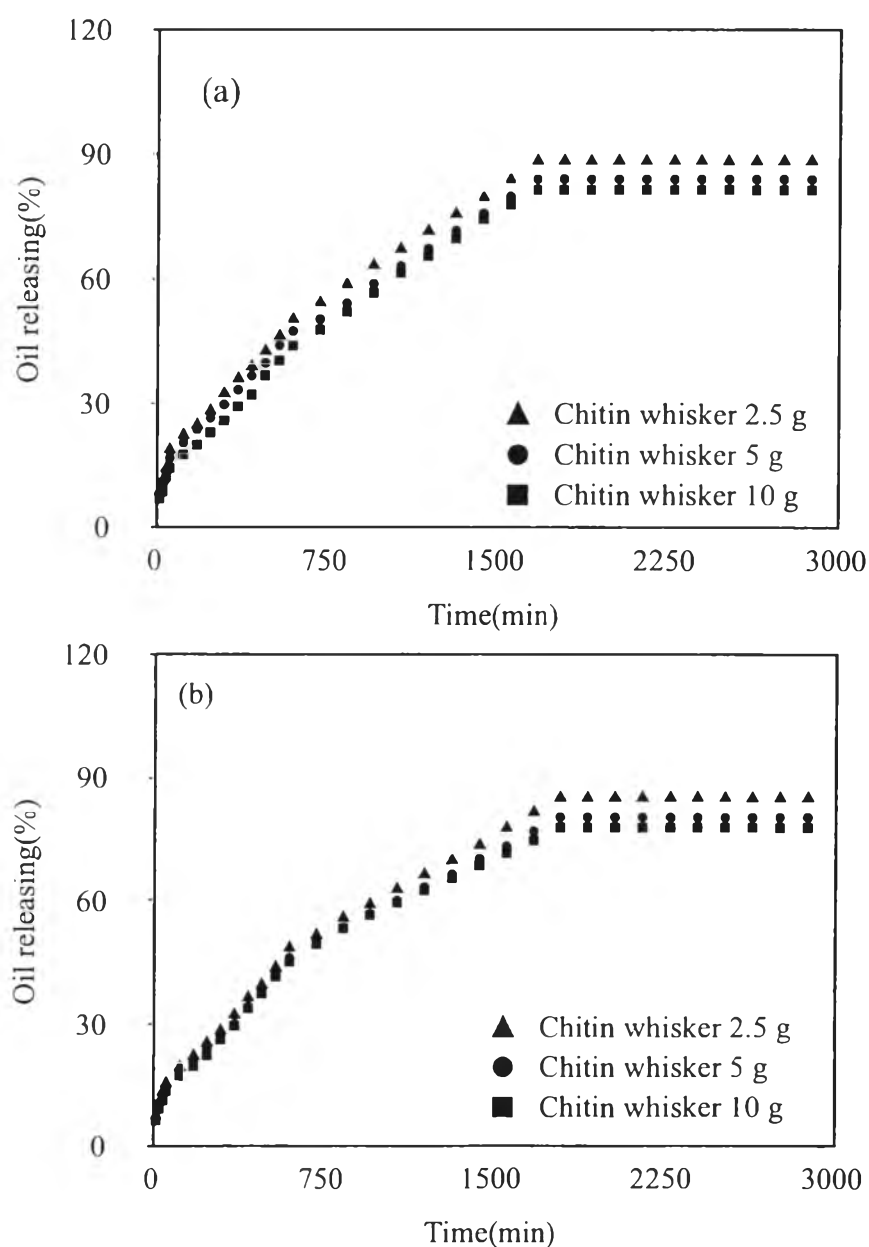 120
(a)
90
60
30
0
Oil releasing(%)
Chitin whisker 2.5 g
Chitin whisker 5 g
Chitin whisker 10 g
0 750 1500 2250 3000
Time(min)
120
(b)
90
60
30
0
Oil releasing(%)
Chitin whisker 2.5 g
Chitin whisker 5 g
Chitin whisker 10 g
0 750 1500 2250 3000
Time(min)